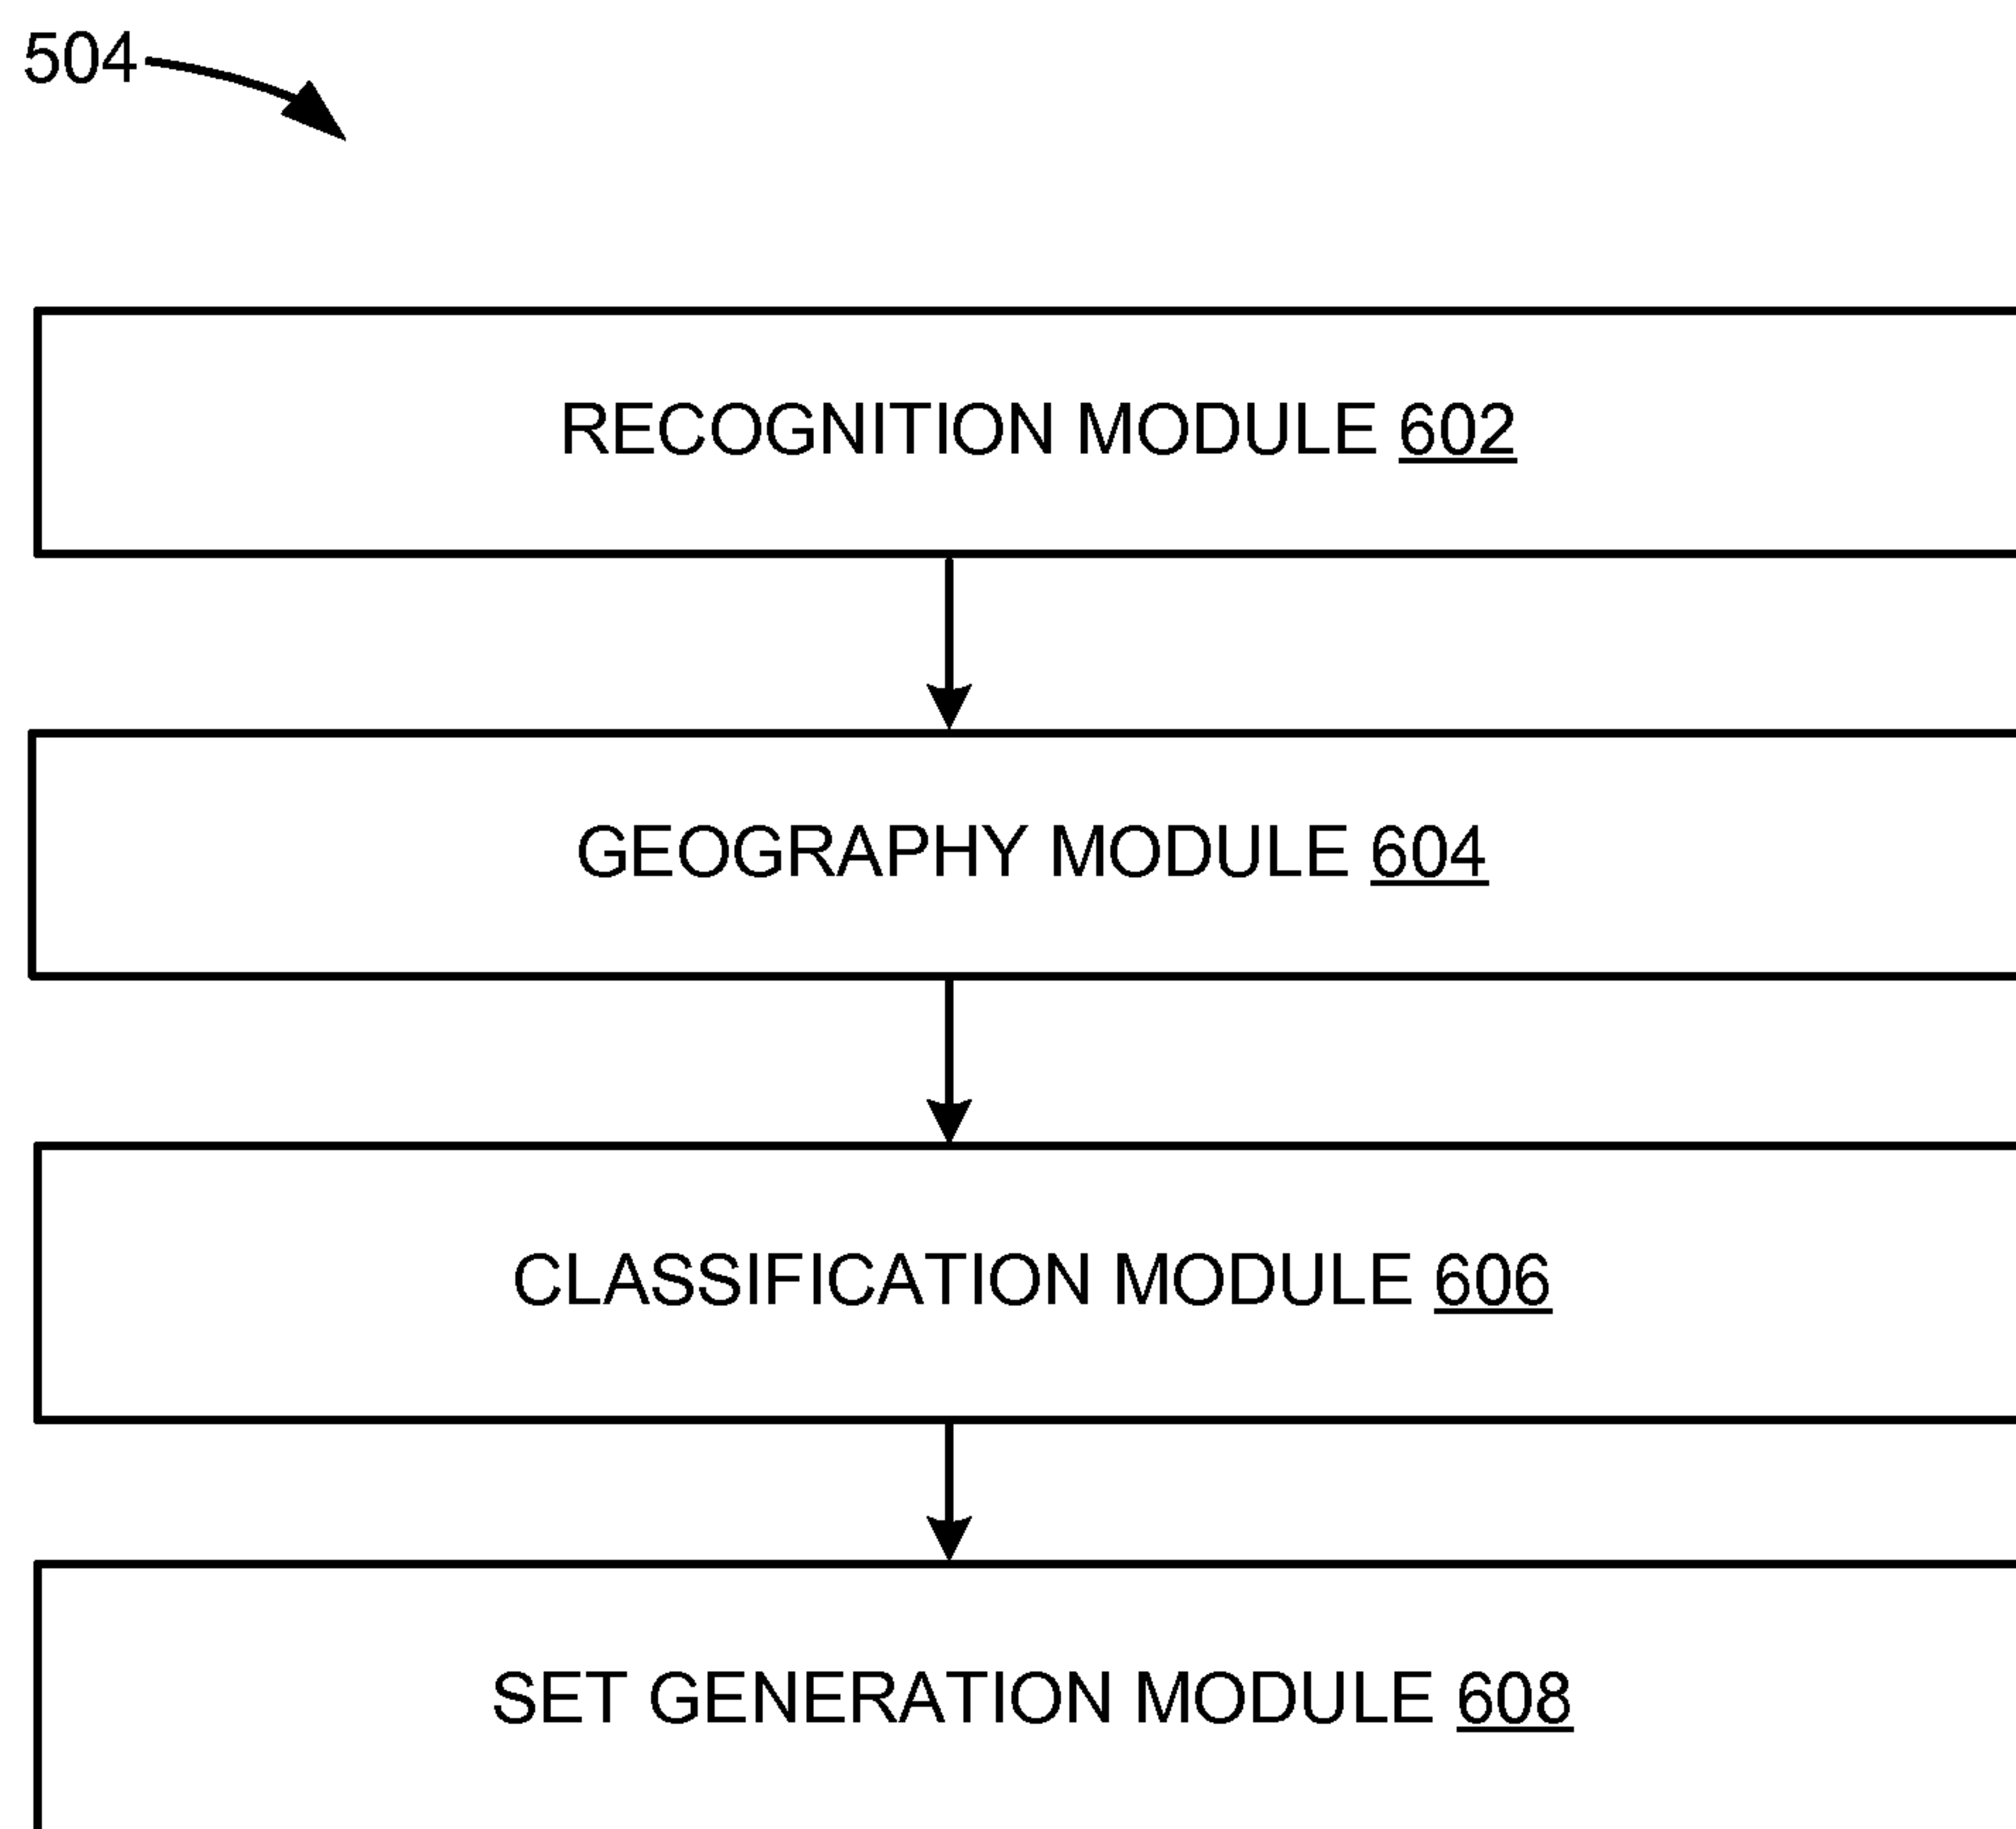 504
RECOGNITION MODULE 602
GEOGRAPHY MODULE 604
CLASSIFICATION MODULE 606
SET GENERATION MODULE 608